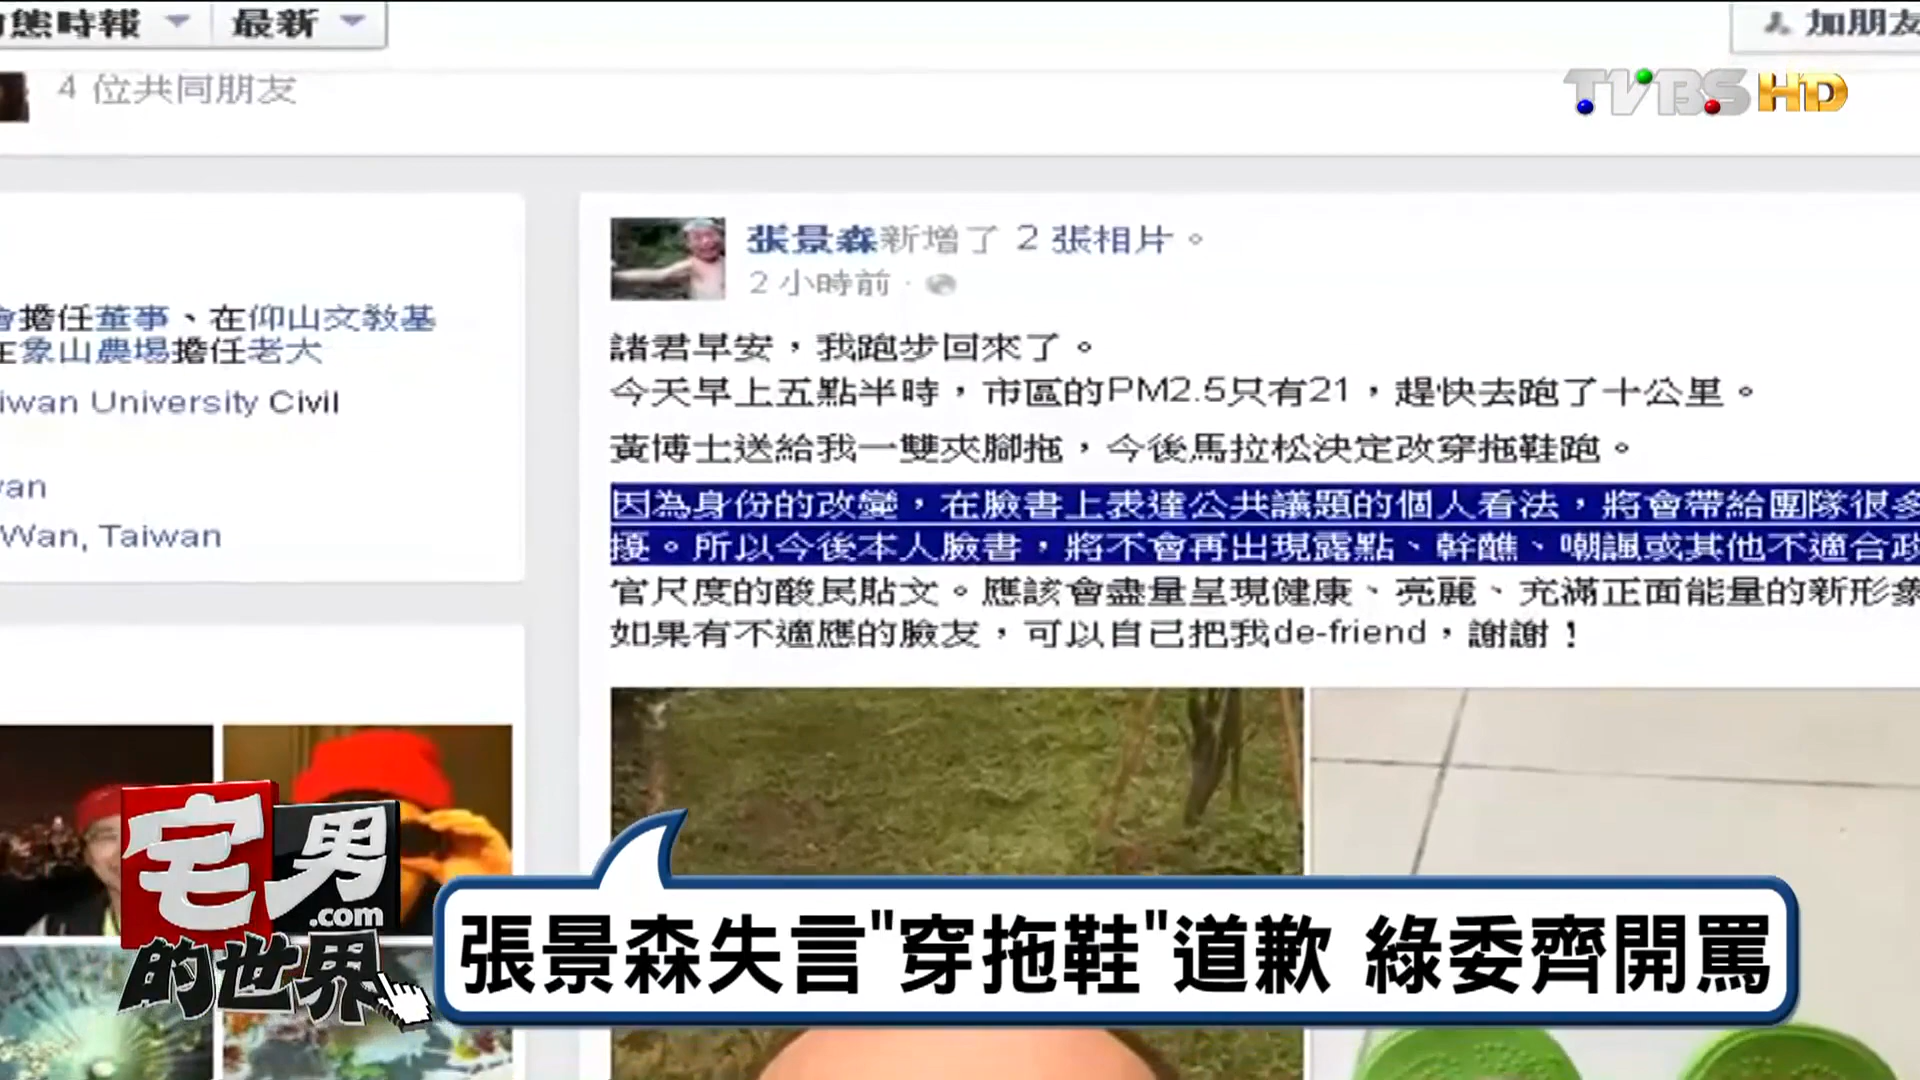 態時報
最新
加朋友
4 位共同朋友
TVBS HD
張景森新增了 2 張相片。
2 小時前 ·
會擔任董事、在仰山文教基
在象山農場擔任老大
iwan University Civil
wan
Wan, Taiwan
諸君早安，我跑步回來了。
今天早上五點半時，市區的PM2.5只有21，趕快去跑了十公里。
黃博士送給我一雙夾腳拖，今後馬拉松決定改穿拖鞋跑。
因為身份的改變，在臉書上表達公共議題的個人看法，將會帶給團隊很多
擾。所以今後本人臉書，將不會再出現露點、幹譙、嘲諷或其他不適合政
官尺度的酸民貼文。應該會盡量呈現健康、亮麗、充滿正面能量的新形象
如果有不適應的臉友，可以自己把我de-friend，謝謝！
宅男
.com
的世界
張景森失言"穿拖鞋"道歉 綠委齊開罵